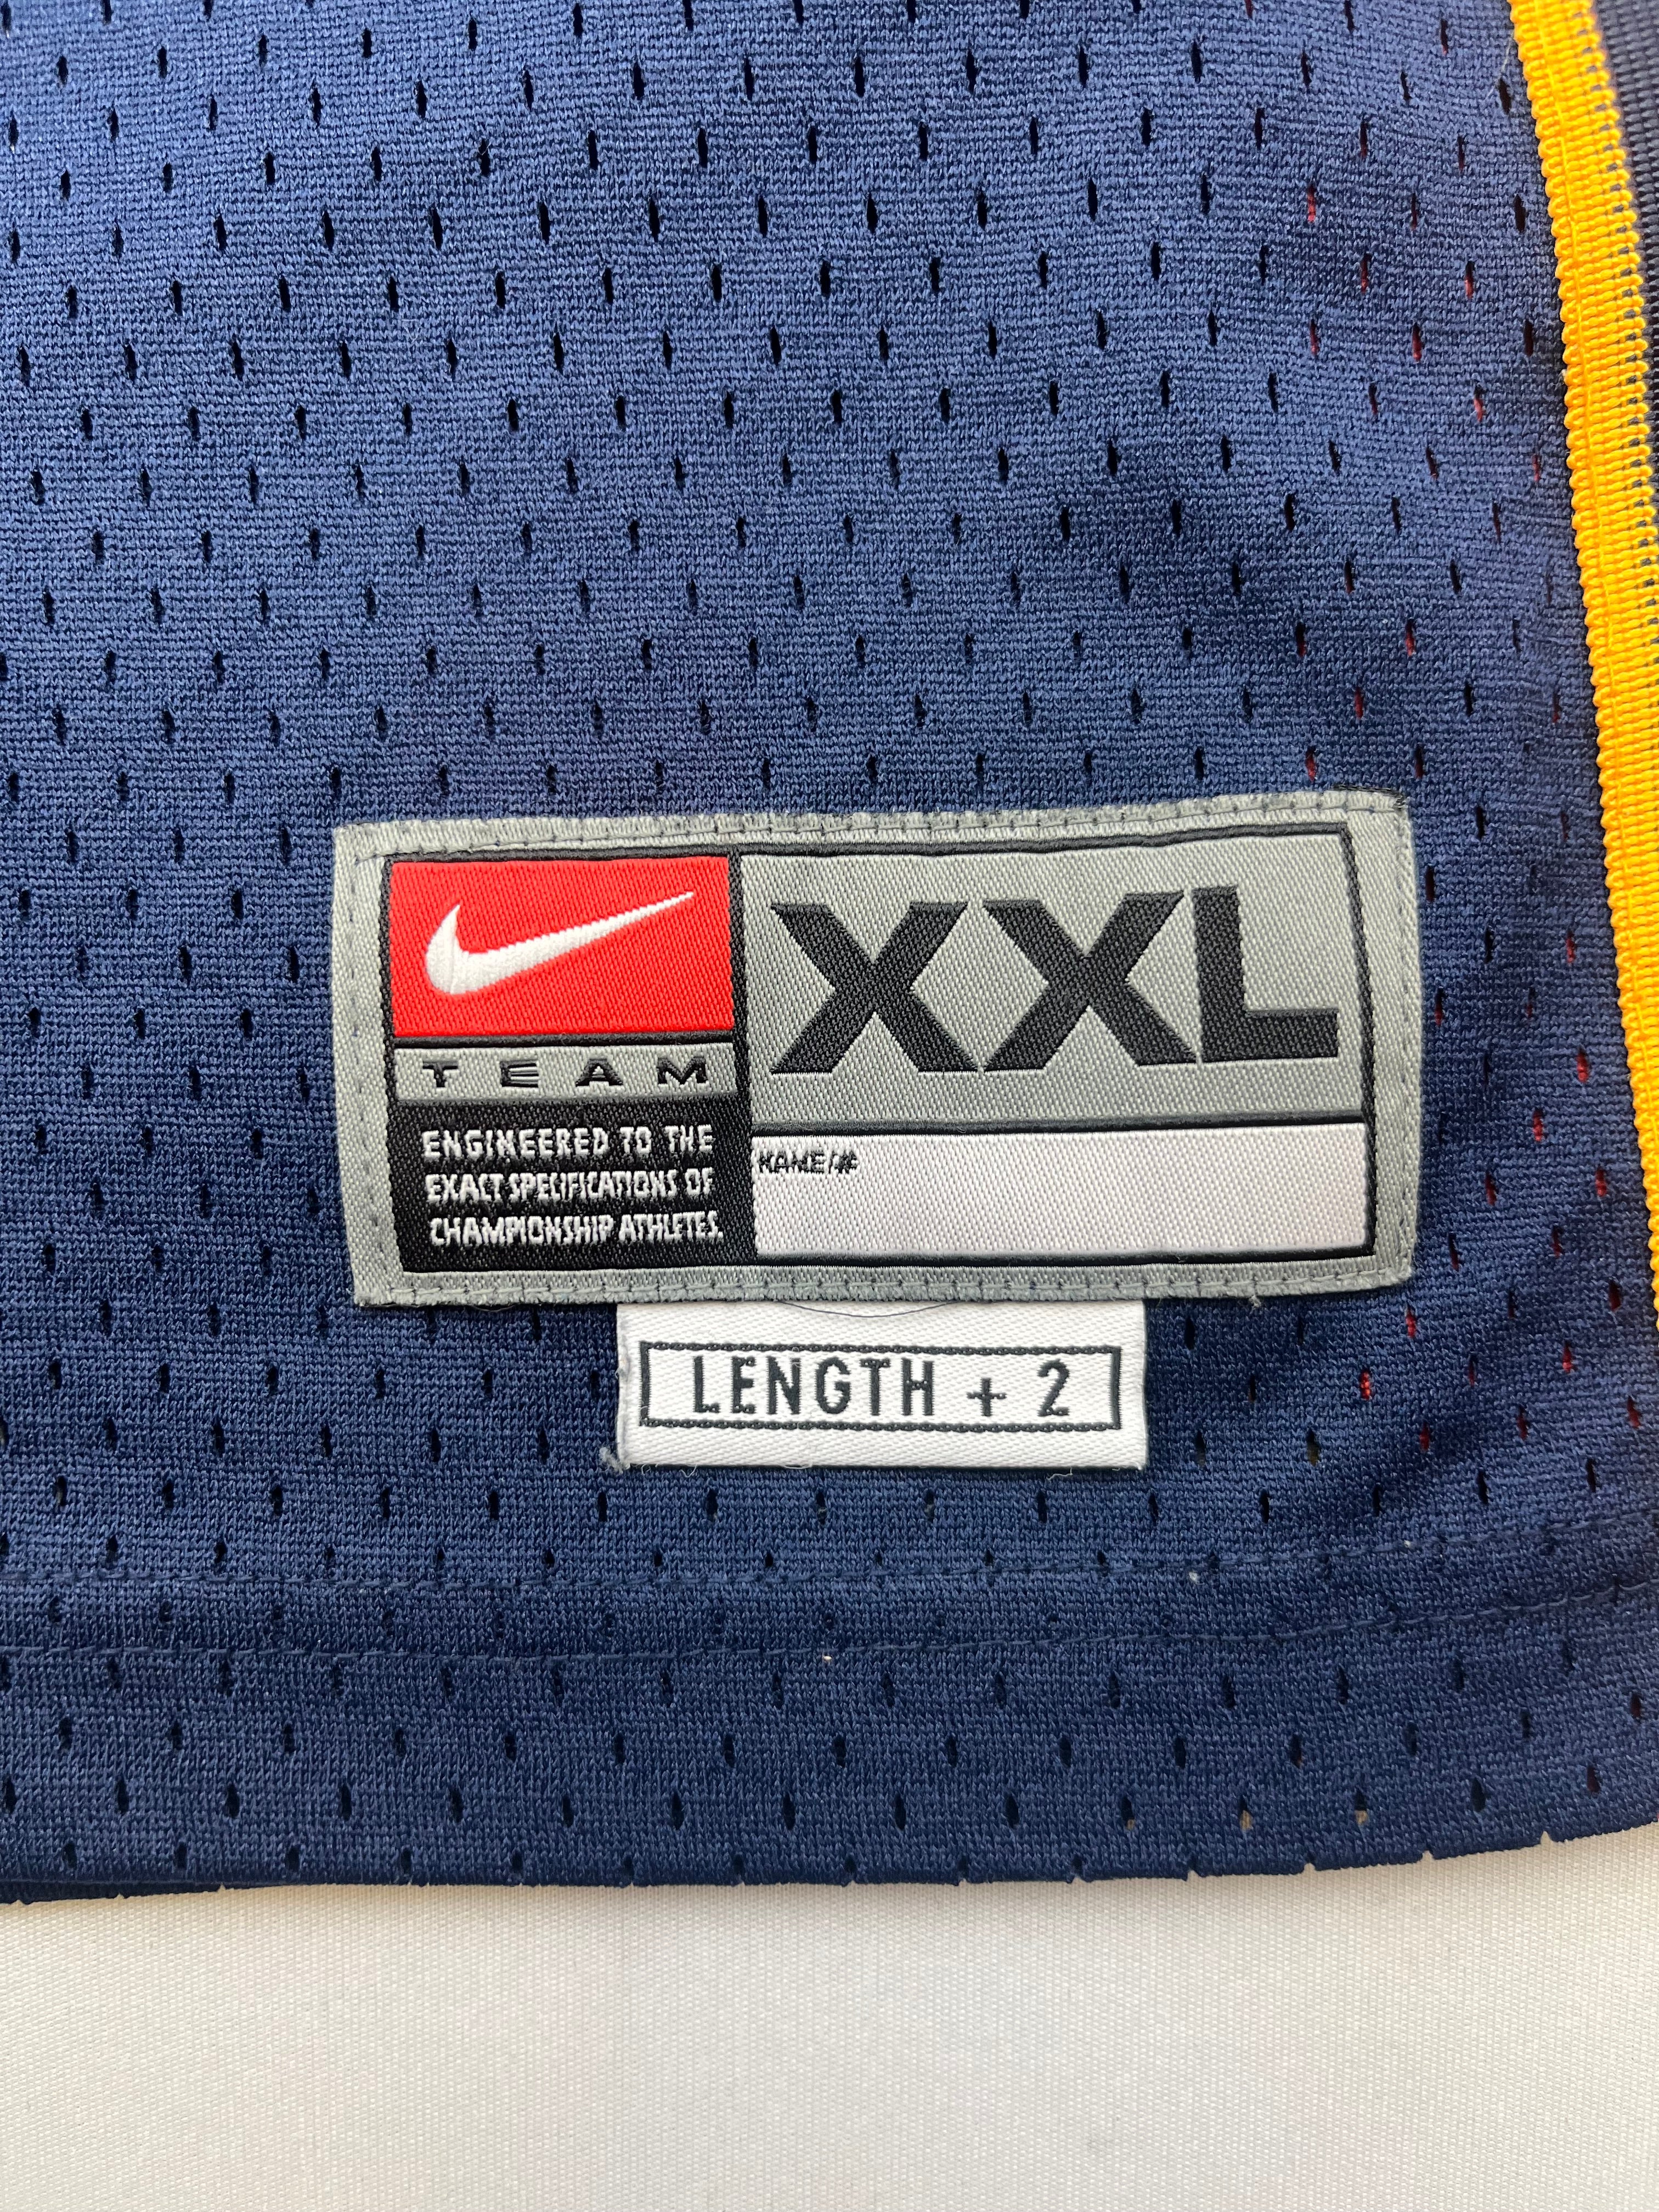 XXL
TEAM
ENGINEERED TO THE
EXACT SPECIFICATIONS OF
CHAMPIONSHIP ATHLETES.
NAME/#
LENGTH + 2